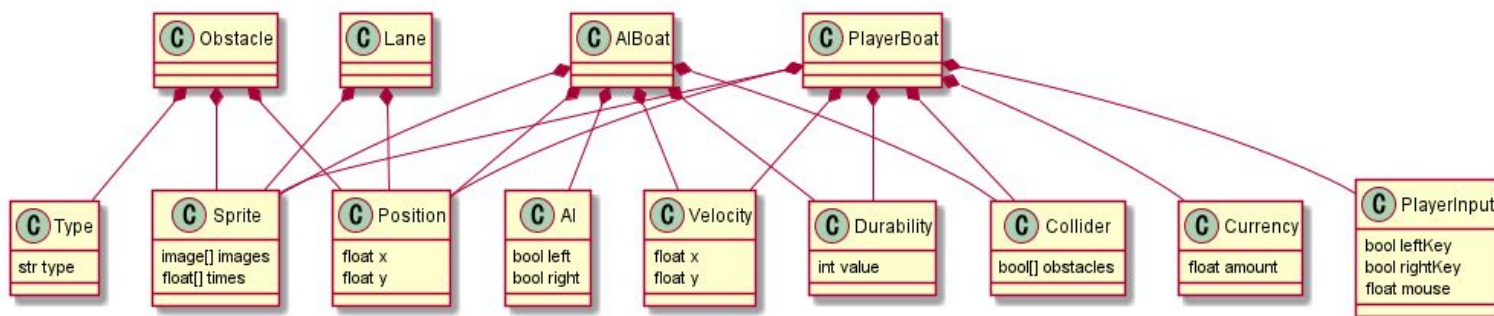 C Obstacle
C Lane
C AIBoat
C PlayerBoat
C Type
str type
C Sprite
image[] images
float[] times
C Position
float x
float y
C AI
bool left
bool right
C Velocity
float x
float y
C Durability
int value
C Collider
bool[] obstacles
C Currency
float amount
C PlayerInput
bool leftKey
bool rightKey
float mouse